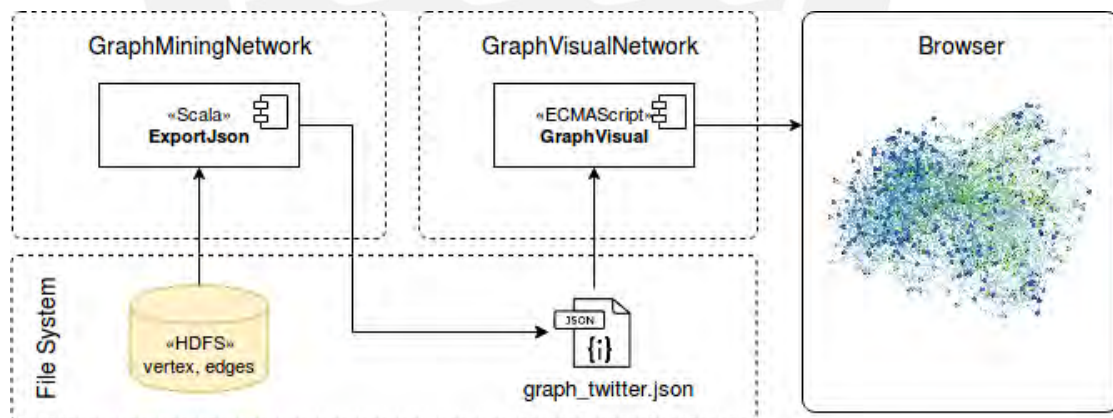 GraphMiningNetwork
«Scala»
ExportJson
GraphVisualNetwork
«ECMAScript»
GraphVisual
Browser
File System
«HDFS»
vertex, edges
JSON
{i}
graph_twitter.json